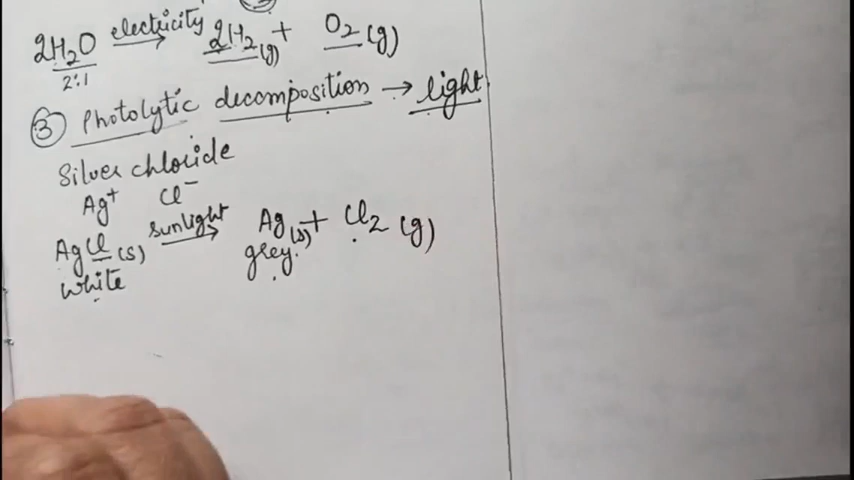 2H₂O electricity→ 2H₂(g) + O₂(g)
2:1
③ Photolytic decomposition → light
Silver chloride
Ag⁺ Cl⁻
AgCl(s) sunlight→ Ag(s) + Cl₂(g)
white grey